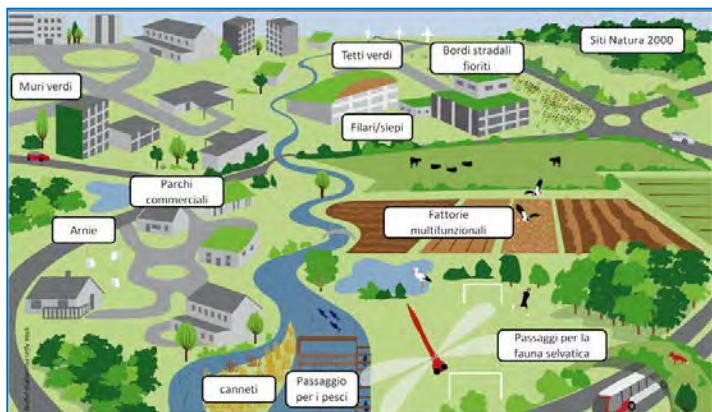 Siti Natura 2000
Bordi stradali
fioriti
Tetti verdi
Muri verdi
Filari/siepi
Parchi
commerciali
Arnie
Fattorie
multifunzionali
Passaggi per la
fauna selvatica
canneti
Passaggio
per i pesci